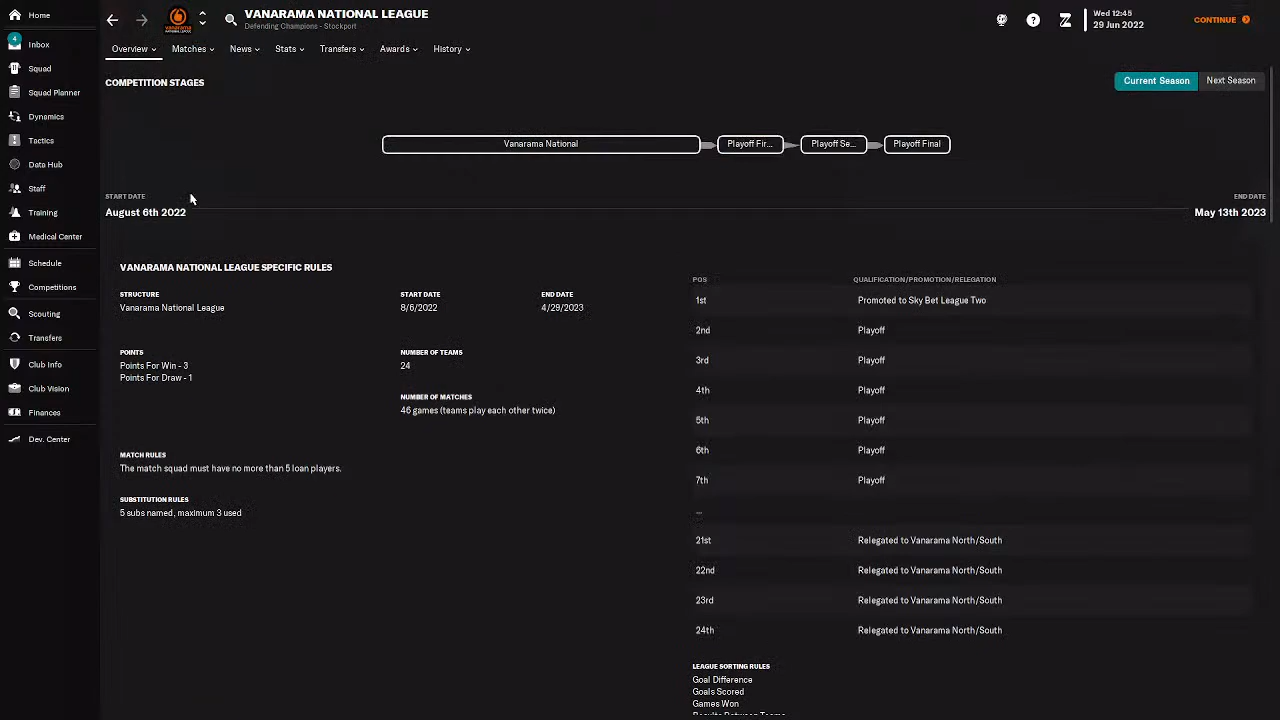 Home
4
Inbox
Squad
Squad Planner
Dynamics
Tactics
Data Hub
Staff
Training
Medical Center
Schedule
Competitions
Scouting
Transfers
Club Info
Club Vision
Finances
Dev. Center
VANARAMA NATIONAL LEAGUE
Defending Champions - Stockport
Wed 12:45
29 Jun 2022
CONTINUE
Overview
Matches
News
Stats
Transfers
Awards
History
COMPETITION STAGES
Current Season
Next Season
Vanarama National
Playoff Fir...
Playoff Se...
Playoff Final
START DATE
August 6th 2022
END DATE
May 13th 2023
VANARAMA NATIONAL LEAGUE SPECIFIC RULES
STRUCTURE
Vanarama National League
START DATE
8/6/2022
END DATE
4/29/2023
POINTS
Points For Win - 3
Points For Draw - 1
NUMBER OF TEAMS
24
NUMBER OF MATCHES
46 games (teams play each other twice)
MATCH RULES
The match squad must have no more than 5 loan players.
SUBSTITUTION RULES
5 subs named, maximum 3 used
POS QUALIFICATION/PROMOTION/RELEGATION
1st Promoted to Sky Bet League Two
2nd Playoff
3rd Playoff
4th Playoff
5th Playoff
6th Playoff
7th Playoff
...
21st Relegated to Vanarama North/South
22nd Relegated to Vanarama North/South
23rd Relegated to Vanarama North/South
24th Relegated to Vanarama North/South
LEAGUE SORTING RULES
Goal Difference
Goals Scored
Games Won
Results Between Teams